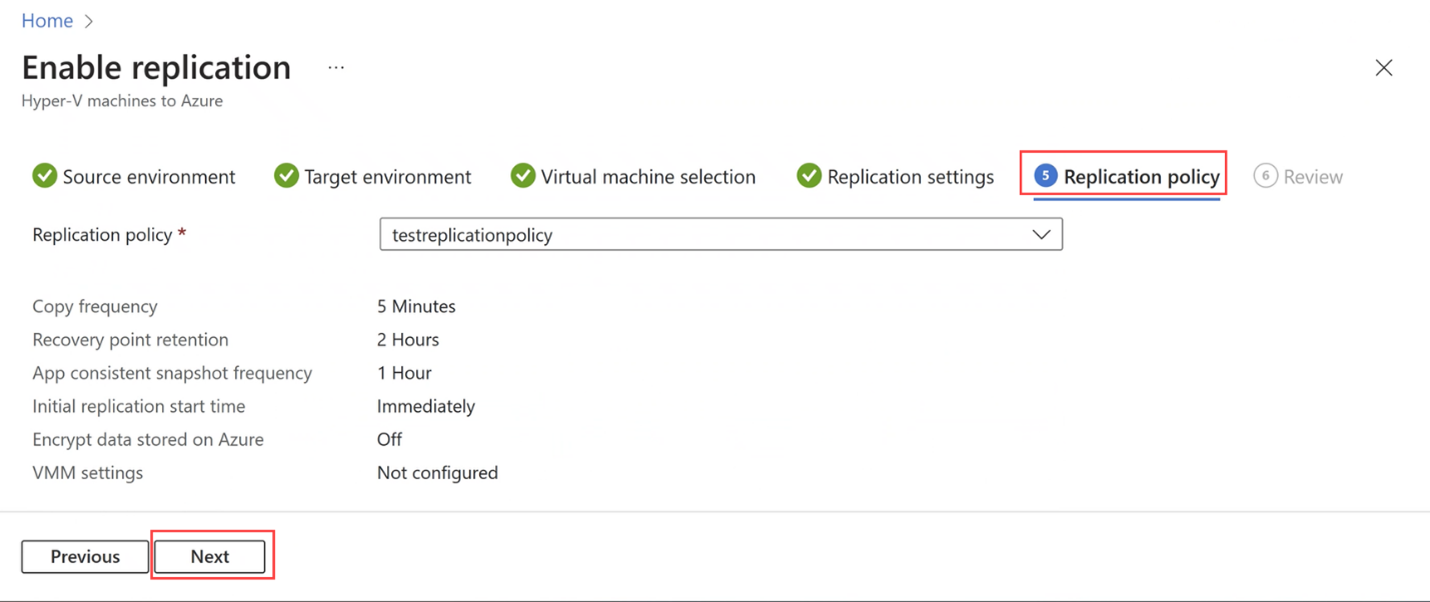 Home >
Enable replication ...
Hyper-V machines to Azure
Source environment Target environment Virtual machine selection Replication settings 5 Replication policy 6 Review
Replication policy * testreplicationpolicy
Copy frequency 5 Minutes
Recovery point retention 2 Hours
App consistent snapshot frequency 1 Hour
Initial replication start time Immediately
Encrypt data stored on Azure Off
VMM settings Not configured
Previous Next